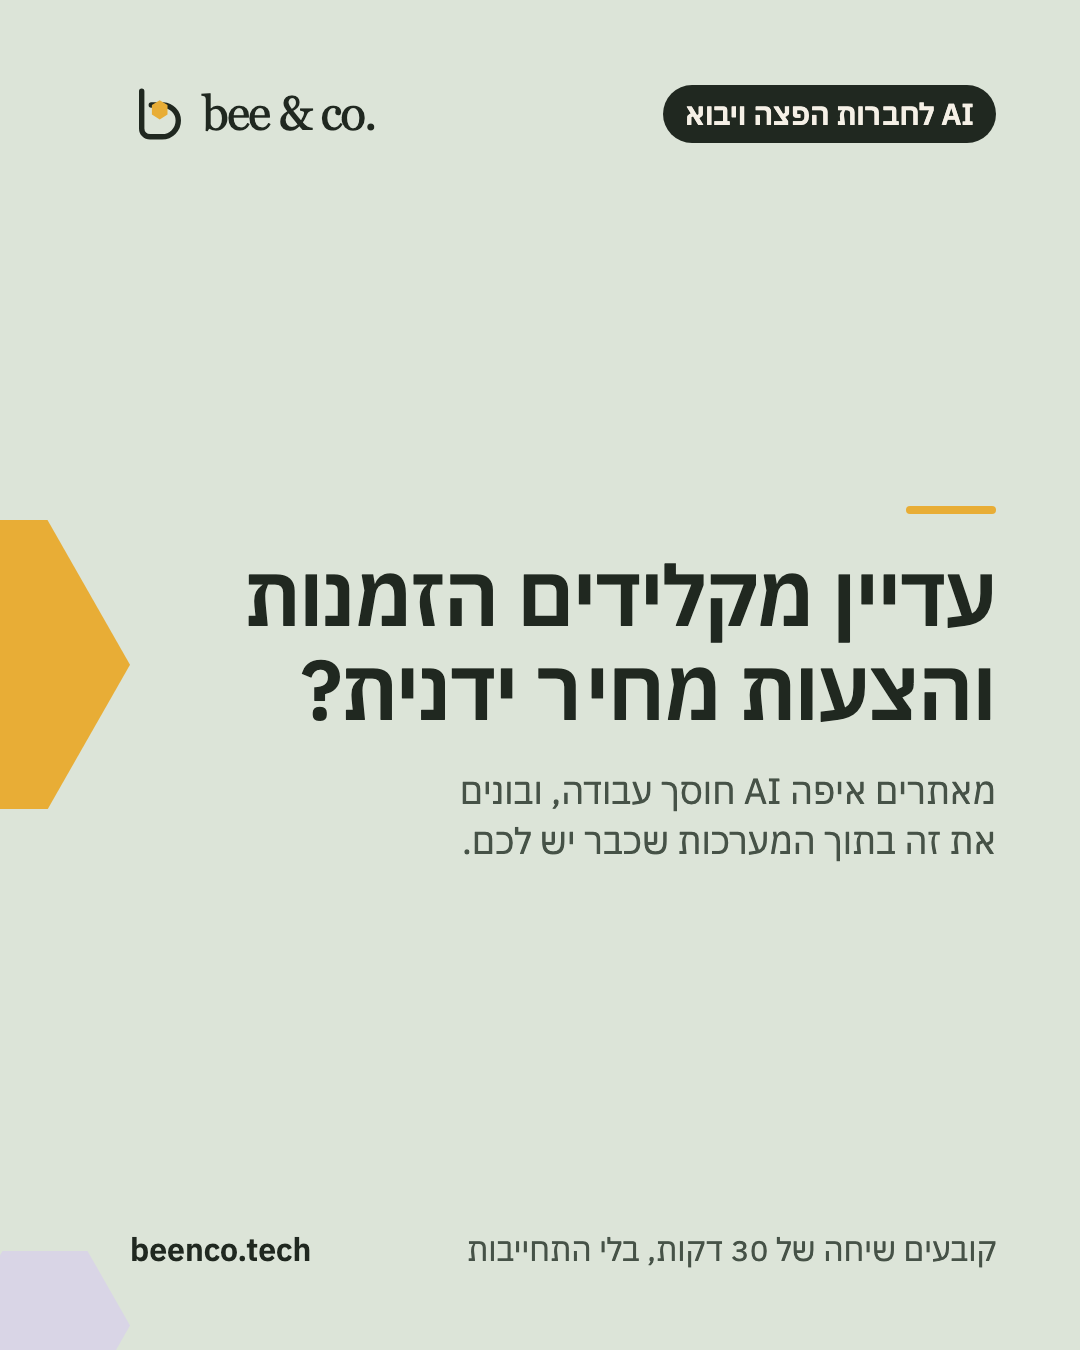 AI לחברות הפצה ויבוא
bee & co.
עדיין מקלידים הזמנות
והצעות מחיר ידנית?
מאתרים איפה AI חוסך עבודה, ובונים
את זה בתוך המערכות שכבר יש לכם.
קובעים שיחה של 30 דקות, בלי התחייבות
beenco.tech